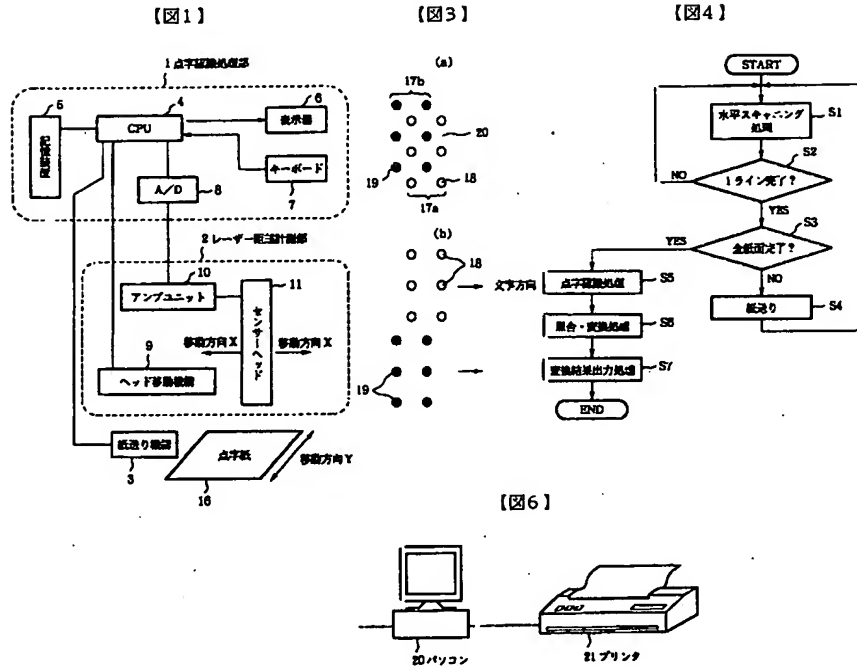 【図1】
1 点字認識処理部
5
4
CPU
6
表示器
キーボード
7
A/D
8
2 レーザー距離計測部
10
アンプユニット
11
センサーヘッド
移動方向X
移動方向X
9
ヘッド移動機構
紙送り機構
3
点字紙
16
移動方向Y
【図3】
(a)
17b
20
19
18
17a
(b)
18
文字方向
19
【図4】
START
水平スキャニング
処理
S1
S2
1ライン完了?
NO
YES
S3
全紙面完了?
YES
NO
紙送り
S4
点字認識処理
S5
照合・変換処理
S6
変換結果出力処理
S7
END
【図6】
20 パソコン
21 プリンタ